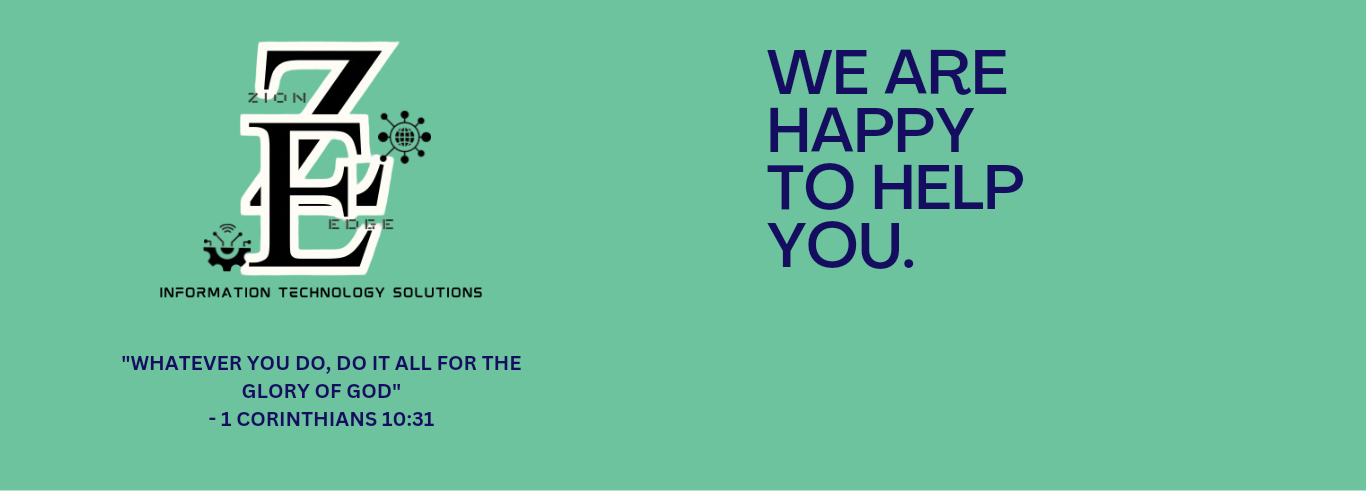 Z
ZION
E
EDGE
INFORMATION TECHNOLOGY SOLUTIONS
"WHATEVER YOU DO, DO IT ALL FOR THE
GLORY OF GOD"
- 1 CORINTHIANS 10:31
WE ARE
HAPPY
TO HELP
YOU.